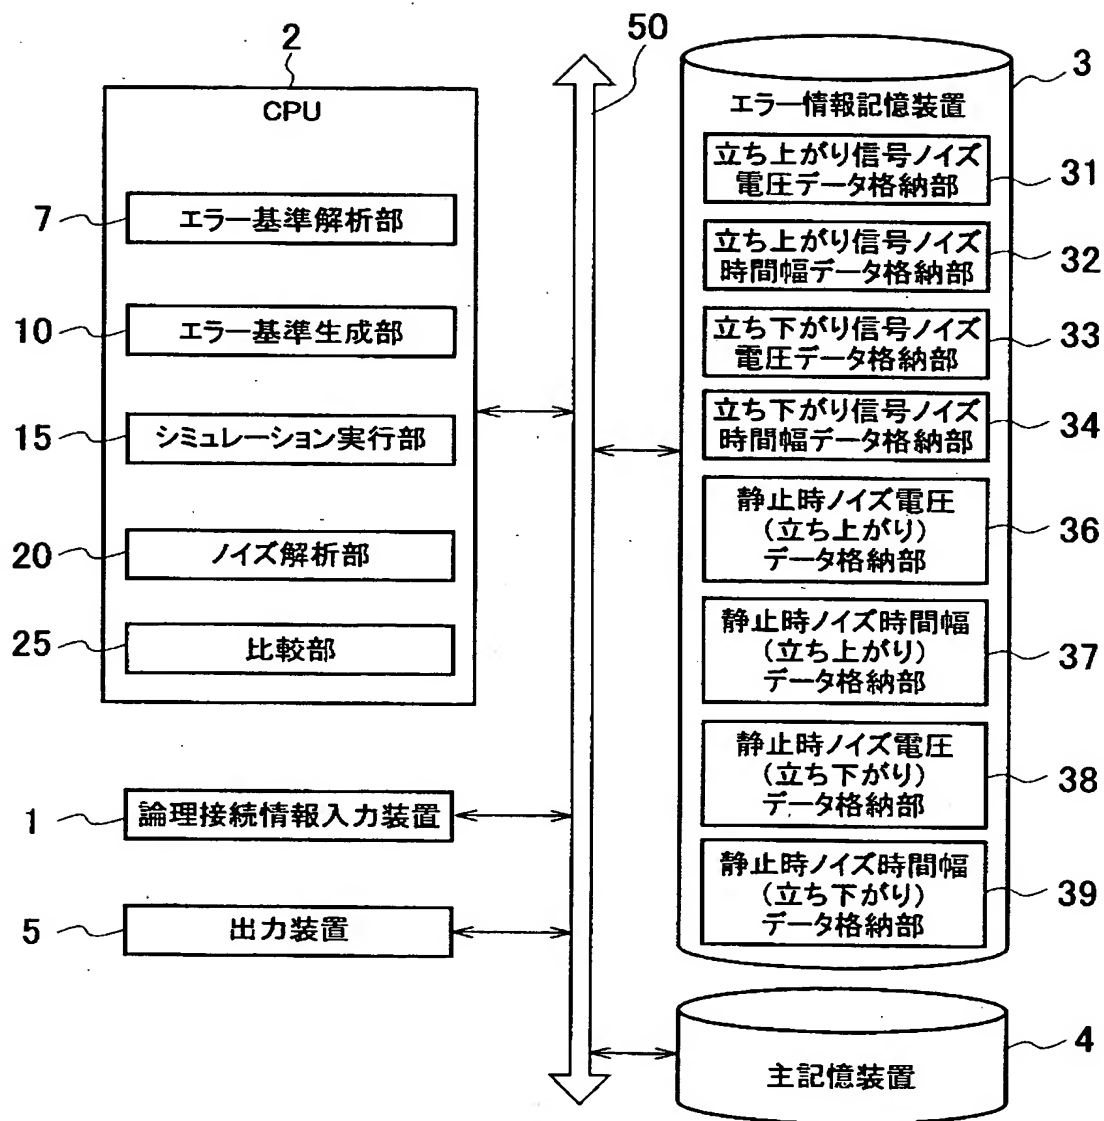 2
CPU
7
エラー基準解析部
10
エラー基準生成部
15
シミュレーション実行部
20
ノイズ解析部
25
比較部
1
論理接続情報入力装置
5
出力装置
50
3
エラー情報記憶装置
立ち上がり信号ノイズ
電圧データ格納部
31
立ち上がり信号ノイズ
時間幅データ格納部
32
立ち下がり信号ノイズ
電圧データ格納部
33
立ち下がり信号ノイズ
時間幅データ格納部
34
静止時ノイズ電圧
(立ち上がり)
データ格納部
36
静止時ノイズ時間幅
(立ち上がり)
データ格納部
37
静止時ノイズ電圧
(立ち下がり)
データ格納部
38
静止時ノイズ時間幅
(立ち下がり)
データ格納部
39
4
主記憶装置